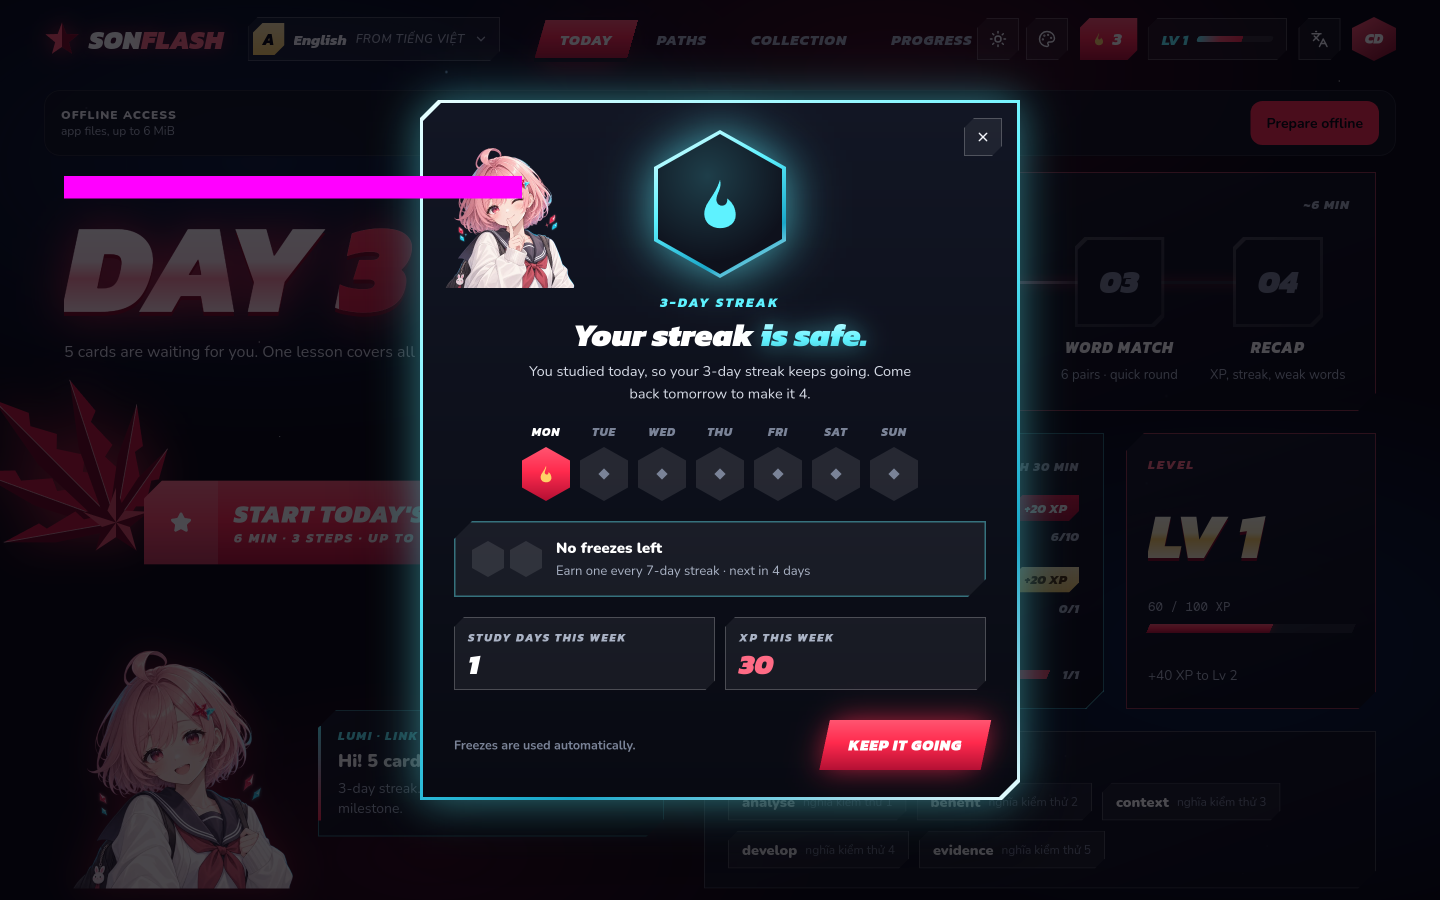 SONFLASH
A English FROM TIẾNG VIỆT
TODAY
PATHS
COLLECTION
PROGRESS
3
LV 1
CD
OFFLINE ACCESS
app files, up to 6 MiB
Prepare offline
DAY 3
5 cards are waiting for you. One lesson covers all
START TODAY'S
6 MIN · 3 STEPS · UP TO
~6 MIN
03
04
WORD MATCH
RECAP
6 pairs · quick round
XP, streak, weak words
3-DAY STREAK
Your streak is safe.
You studied today, so your 3-day streak keeps going. Come
back tomorrow to make it 4.
MON TUE WED THU FRI SAT SUN
No freezes left
Earn one every 7-day streak · next in 4 days
STUDY DAYS THIS WEEK
1
XP THIS WEEK
30
Freezes are used automatically.
KEEP IT GOING
H 30 MIN
+20 XP
6/10
+20 XP
0/1
1/1
LEVEL
LV 1
60 / 100 XP
+40 XP to Lv 2
LUMI · LINK
Hi! 5 card
3-day streak
milestone.
analyse nghĩa kiểm thử 1
benefit nghĩa kiểm thử 2
context nghĩa kiểm thử 3
develop nghĩa kiểm thử 4
evidence nghĩa kiểm thử 5